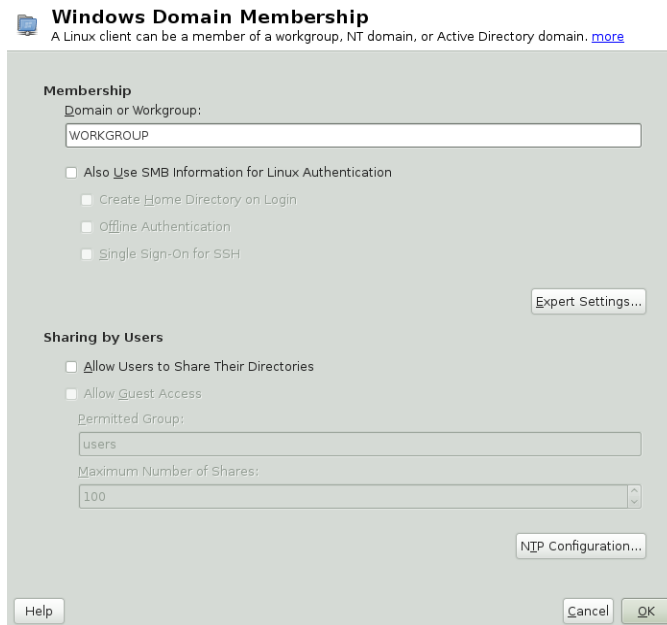 Windows Domain Membership
A Linux client can be a member of a workgroup, NT domain, or Active Directory domain. more
Membership
Domain or Workgroup:
WORKGROUP
Also Use SMB Information for Linux Authentication
Create Home Directory on Login
Offline Authentication
Single Sign-On for SSH
Expert Settings...
Sharing by Users
Allow Users to Share Their Directories
Allow Guest Access
Permitted Group:
users
Maximum Number of Shares:
100
NTP Configuration...
Help Cancel OK